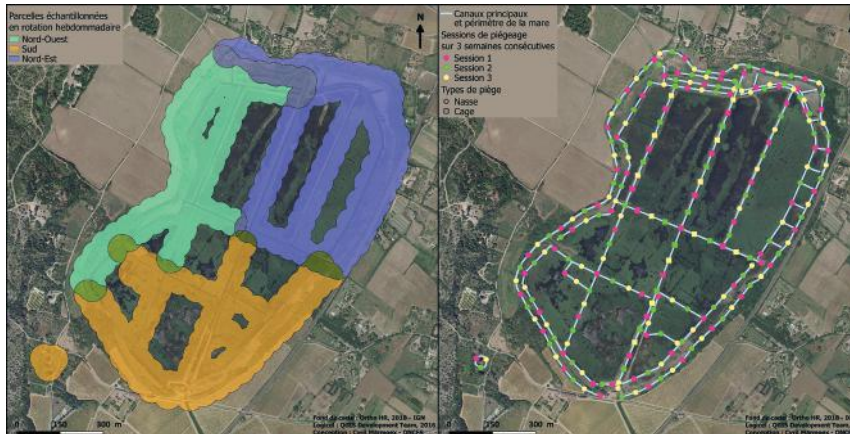 Parcelles échantillonnées
en rotation hebdommadaire
Nord-Ouest
Sud
Nord-Est
N
0 150 300 m
Fond de carte : Ortho HR, 2018 - IGN
Logiciel : QGIS Development Team, 2016
Conception :
Canaux principaux
et périmètre de la mare
Sessions de piégeage
sur 3 semaines consécutives
Session 1
Session 2
Session 3
Types de piège
Nasse
Cage
0 150 300 m
Fond de carte : Ortho HR, 2018 -
Logiciel : QGIS Development Team,
Conception :